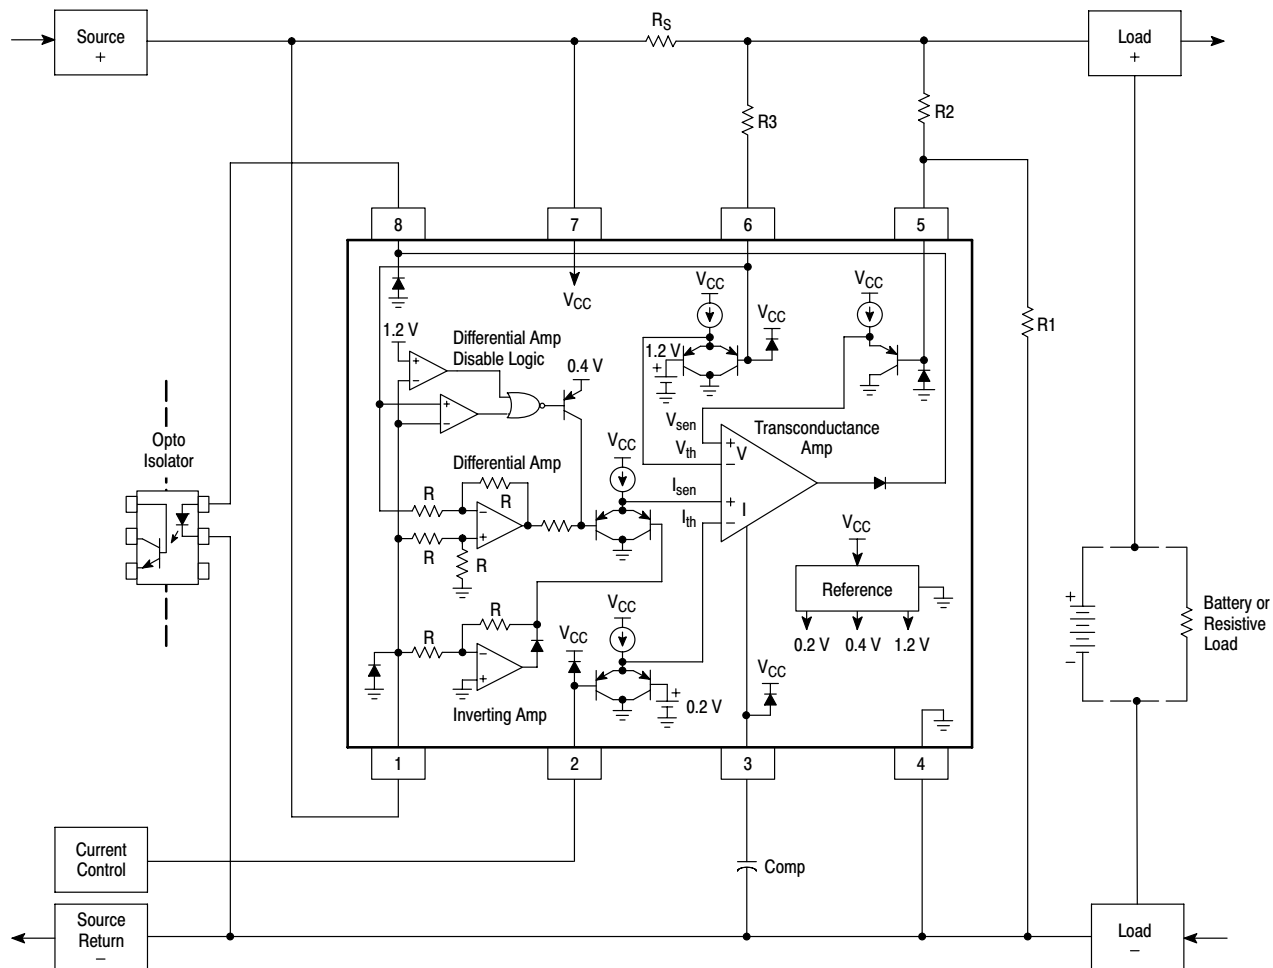 Source
+
R_S
Load
+
R3
R2
8
7
6
5
V_CC
V_CC
V_CC
V_CC
R1
1.2 V
Differential Amp
Disable Logic
0.4 V
1.2 V
+
+
−
+
−
V_sen
V_th
I_sen
I_th
+
−
+
−
V
I
Transconductance
Amp
V_CC
Opto
Isolator
Differential Amp
R
R
R
R
−
+
V_CC
Reference
0.2 V
0.4 V
1.2 V
+
−
Battery or
Resistive
Load
R
R
−
+
Inverting Amp
V_CC
V_CC
+
0.2 V
V_CC
1
2
3
4
Current
Control
Comp
Source
Return
−
Load
−